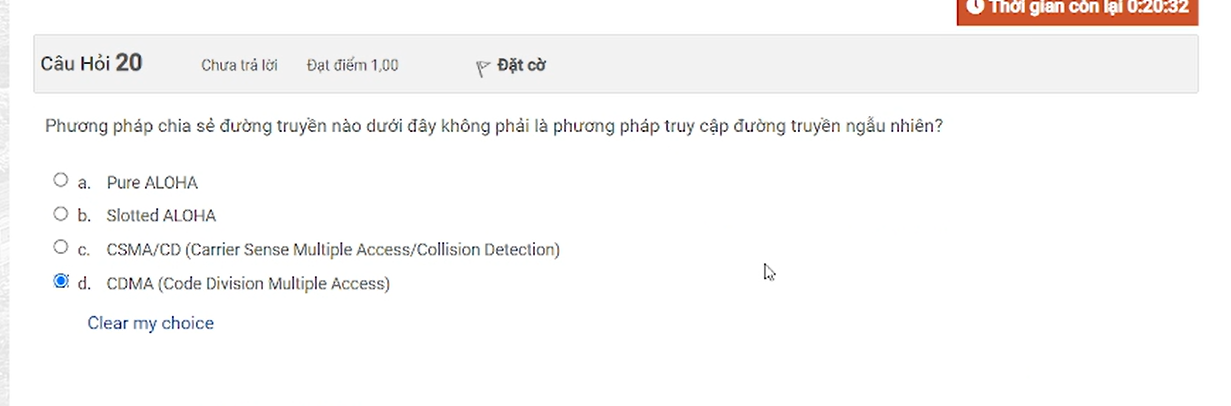 Thời gian còn lại 0:20:32
Câu Hỏi 20 Chưa trả lời Đạt điểm 1,00 Đặt cờ
Phương pháp chia sẻ đường truyền nào dưới đây không phải là phương pháp truy cập đường truyền ngẫu nhiên?
a. Pure ALOHA
b. Slotted ALOHA
c. CSMA/CD (Carrier Sense Multiple Access/Collision Detection)
d. CDMA (Code Division Multiple Access)
Clear my choice